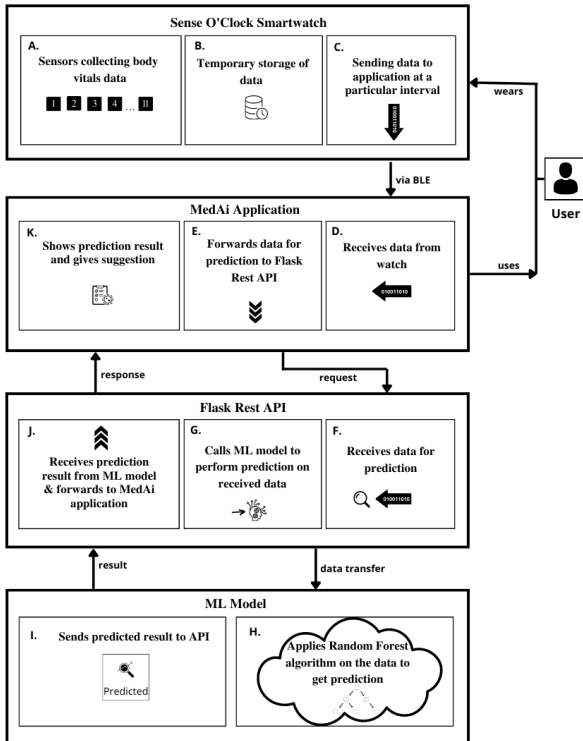 Sense O'Clock Smartwatch
A.
Sensors collecting body
vitals data
1 2 3 4 ... 11
B.
Temporary storage of
data
C.
Sending data to
application at a
particular interval
010011010
wears
User
via BLE
MedAi Application
K.
Shows prediction result
and gives suggestion
E.
Forwards data for
prediction to Flask
Rest API
D.
Receives data from
watch
010011010
uses
response
request
Flask Rest API
J.
Receives prediction
result from ML model
& forwards to MedAi
application
G.
Calls ML model to
perform prediction on
received data
F.
Receives data for
prediction
010011010
result
data transfer
ML Model
I.
Sends predicted result to API
Predicted
H.
Applies Random Forest
algorithm on the data to
get prediction